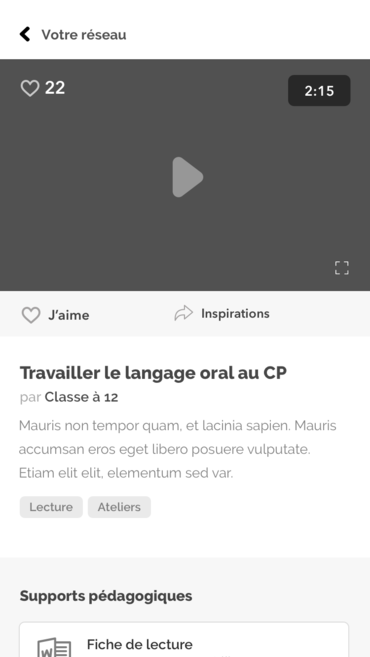 Votre réseau
22
2:15
J'aime
Inspirations
Travailler le langage oral au CP
par Classe à 12
Mauris non tempor quam, et lacinia sapien. Mauris
accumsan eros eget libero posuere vulputate.
Etiam elit elit, elementum sed var.
Lecture
Ateliers
Supports pédagogiques
W
Fiche de lecture